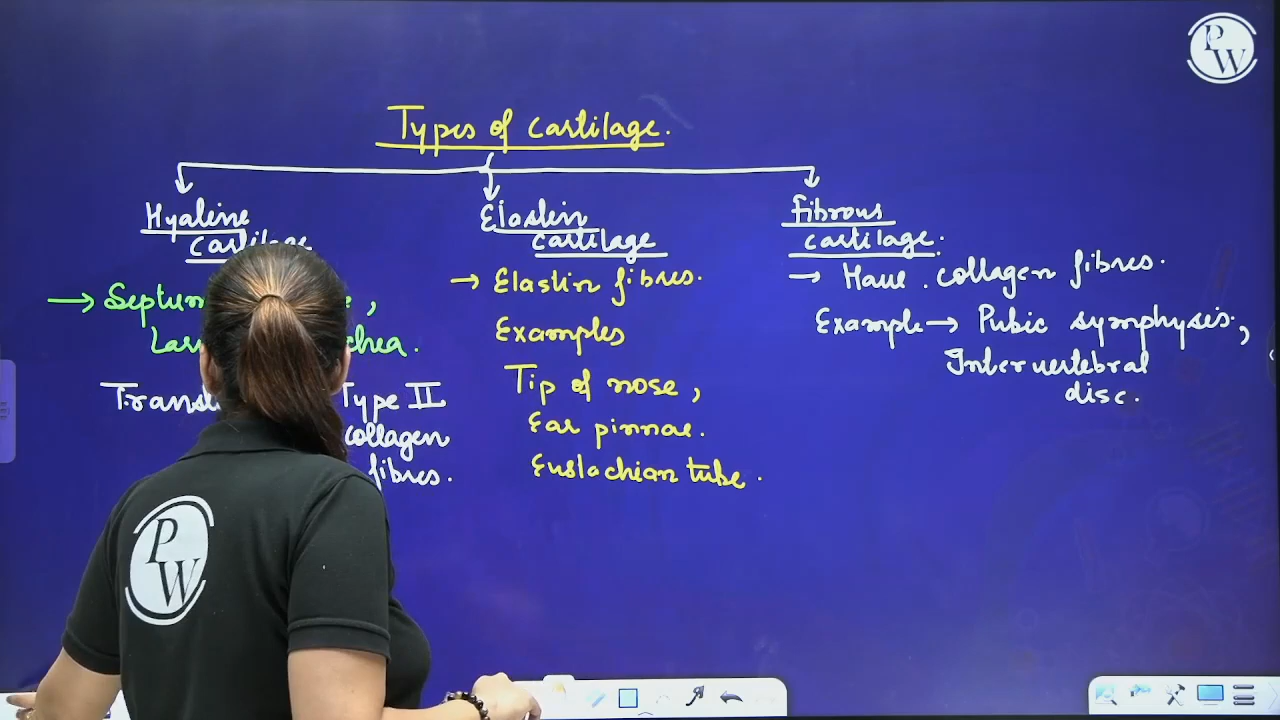 PW
Types of cartilage.
Hyaline
cartilage
→ Septum ,
Transl
Type II
collagen
fibres.
Elastin
cartilage
→ Elastin fibres.
Examples
Tip of nose,
Ear pinnae.
Eustachian tube.
fibrous
cartilage.
→ Have collagen fibres.
Example → Pubic symphysis,
Intervertebral
disc.
PW